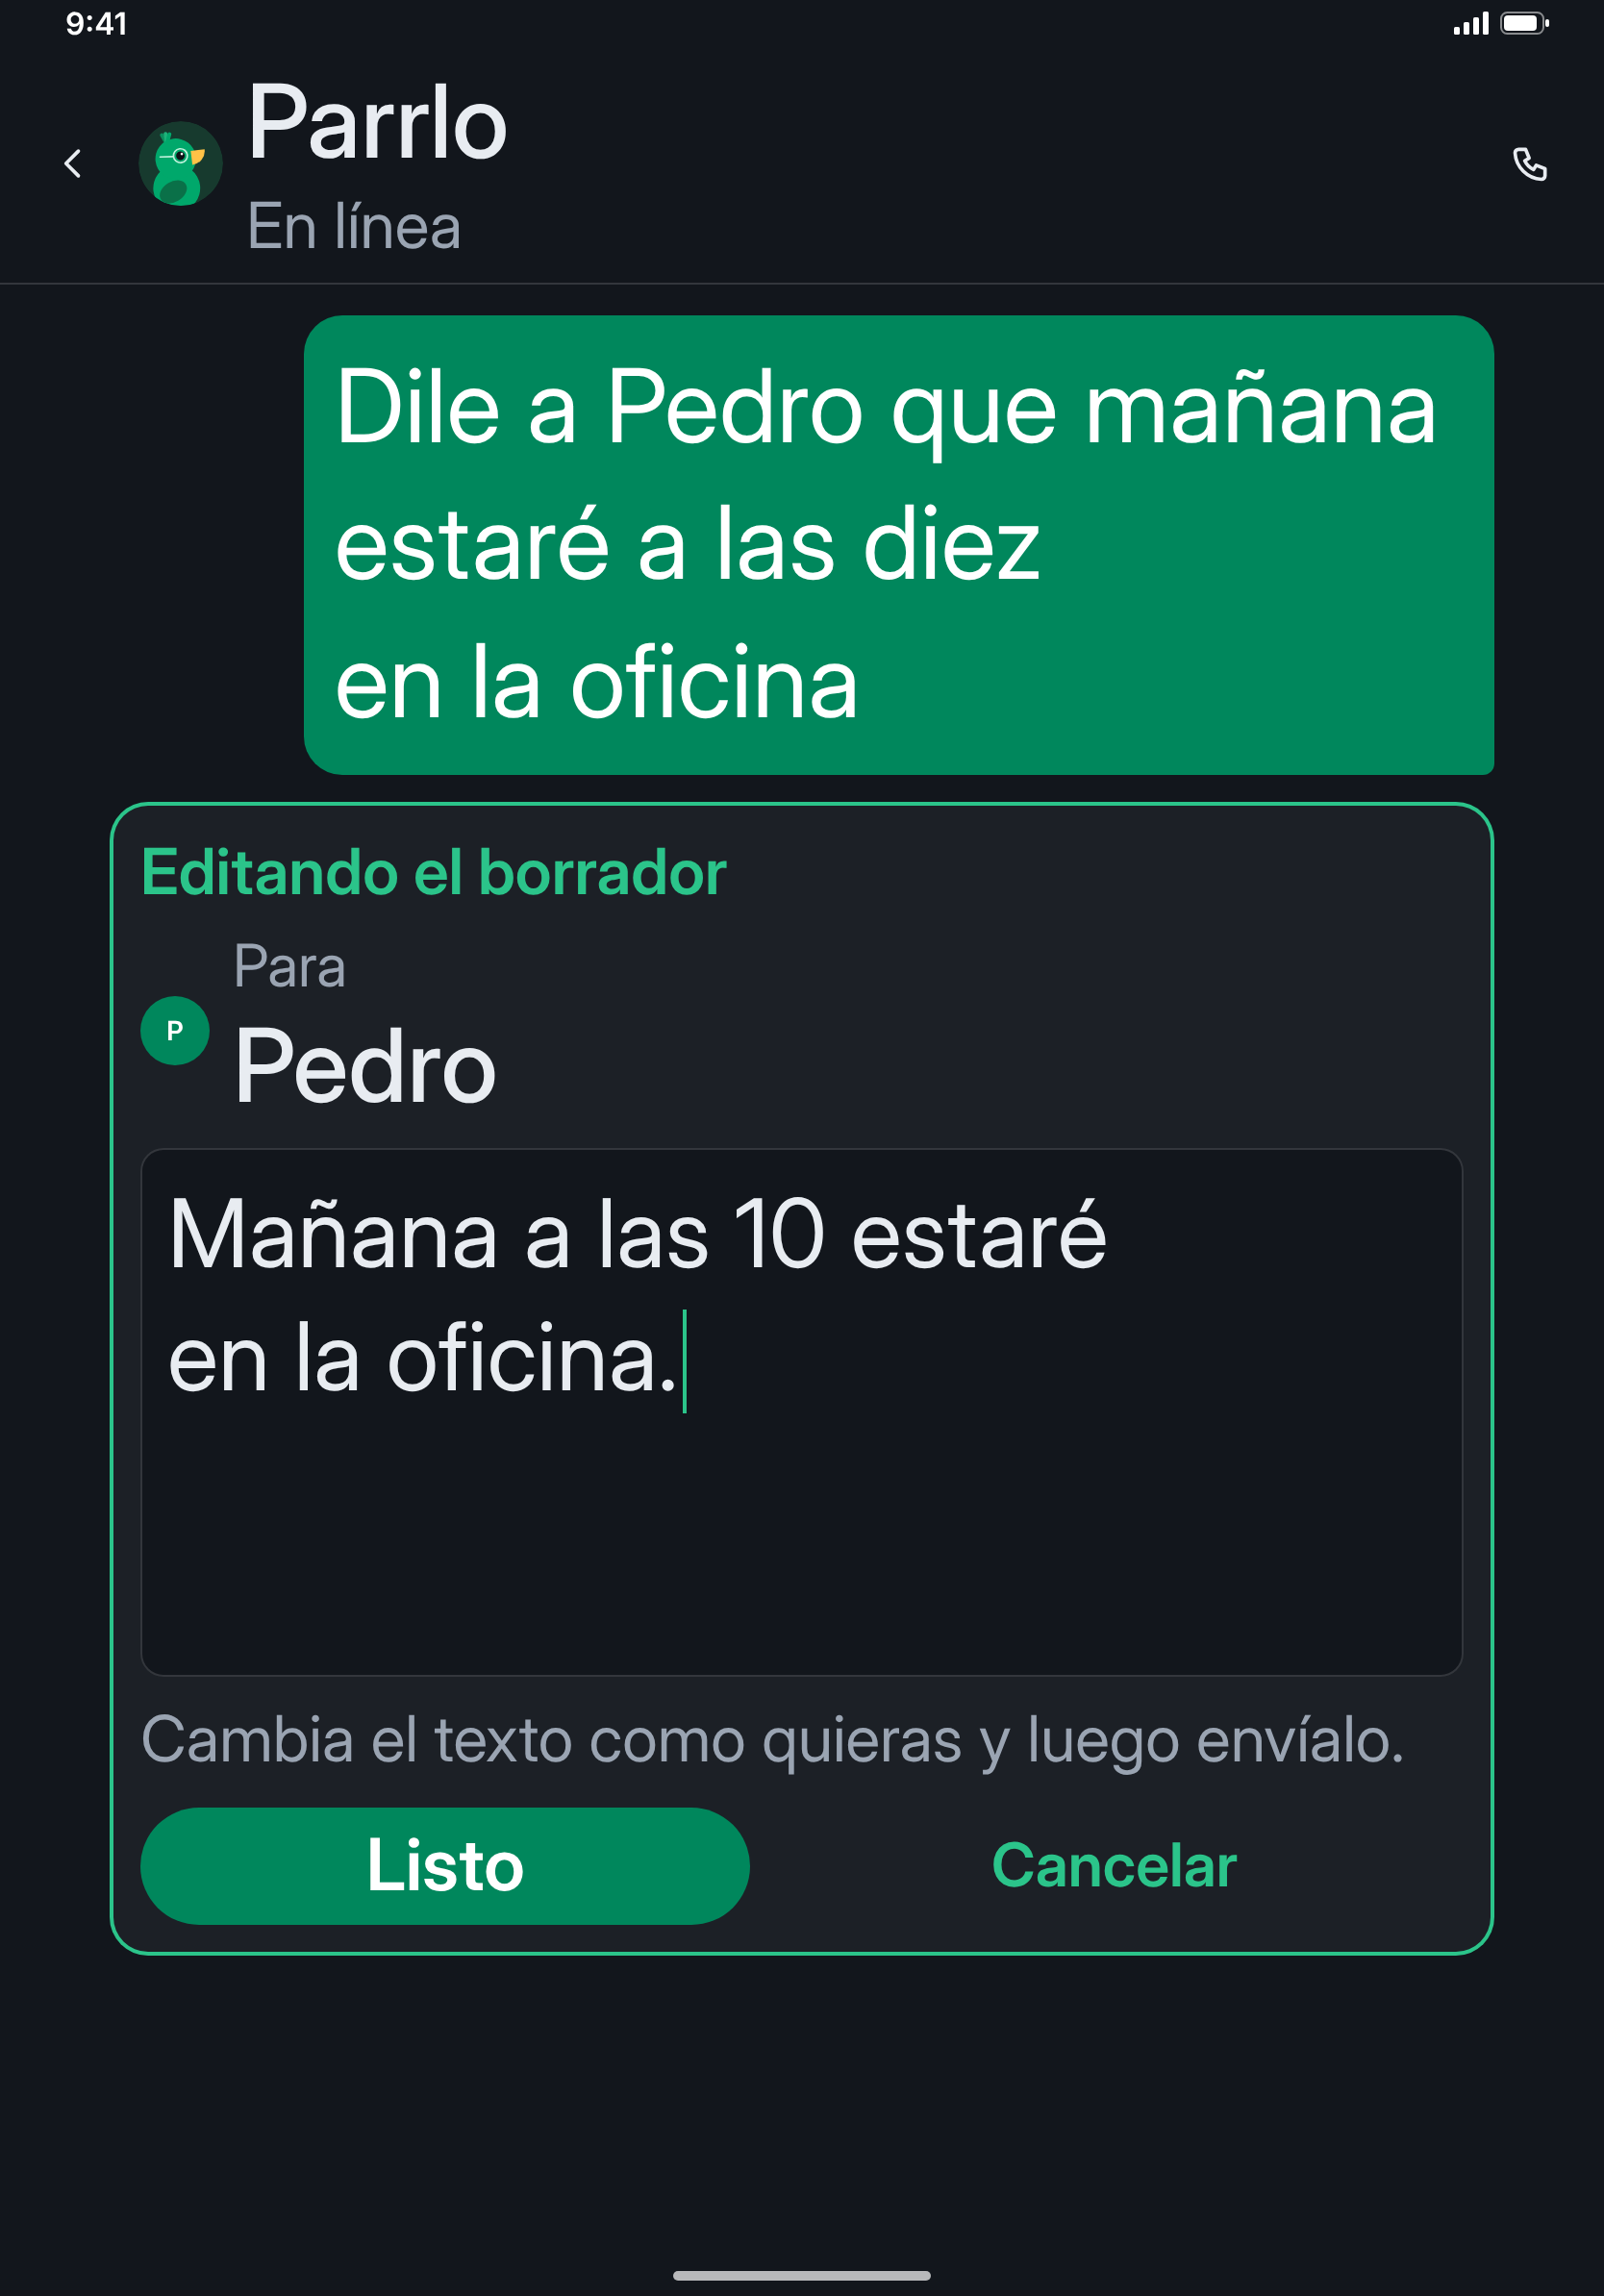 9:41
Parrlo
En línea
Dile a Pedro que mañana
estaré a las diez
en la oficina
Editando el borrador
Para
P
Pedro
Mañana a las 10 estaré
en la oficina.
Cambia el texto como quieras y luego envíalo.
Listo
Cancelar